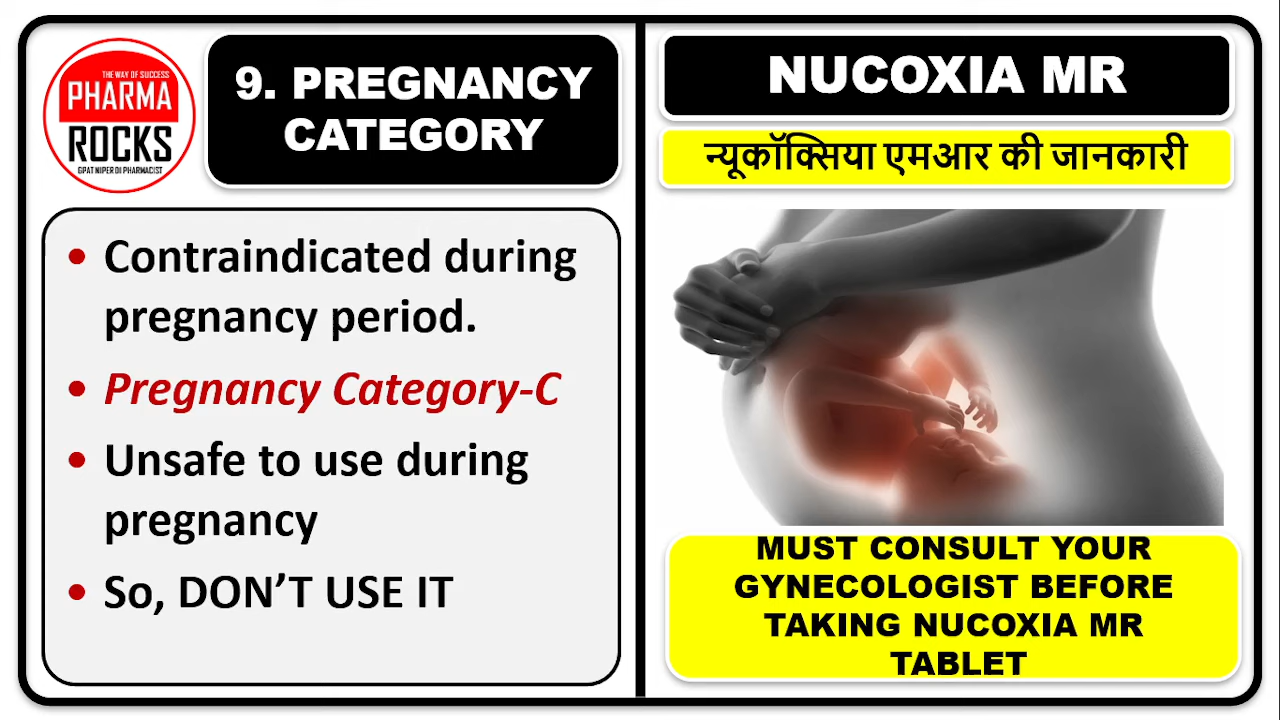 THE WAY OF SUCCESS
PHARMA
ROCKS
GPAT NIPER DI PHARMACIST
9. PREGNANCY
CATEGORY
• Contraindicated during
pregnancy period.
• Pregnancy Category-C
• Unsafe to use during
pregnancy
• So, DON’T USE IT
NUCOXIA MR
न्यूकॉक्सिया एमआर की जानकारी
MUST CONSULT YOUR
GYNECOLOGIST BEFORE
TAKING NUCOXIA MR
TABLET